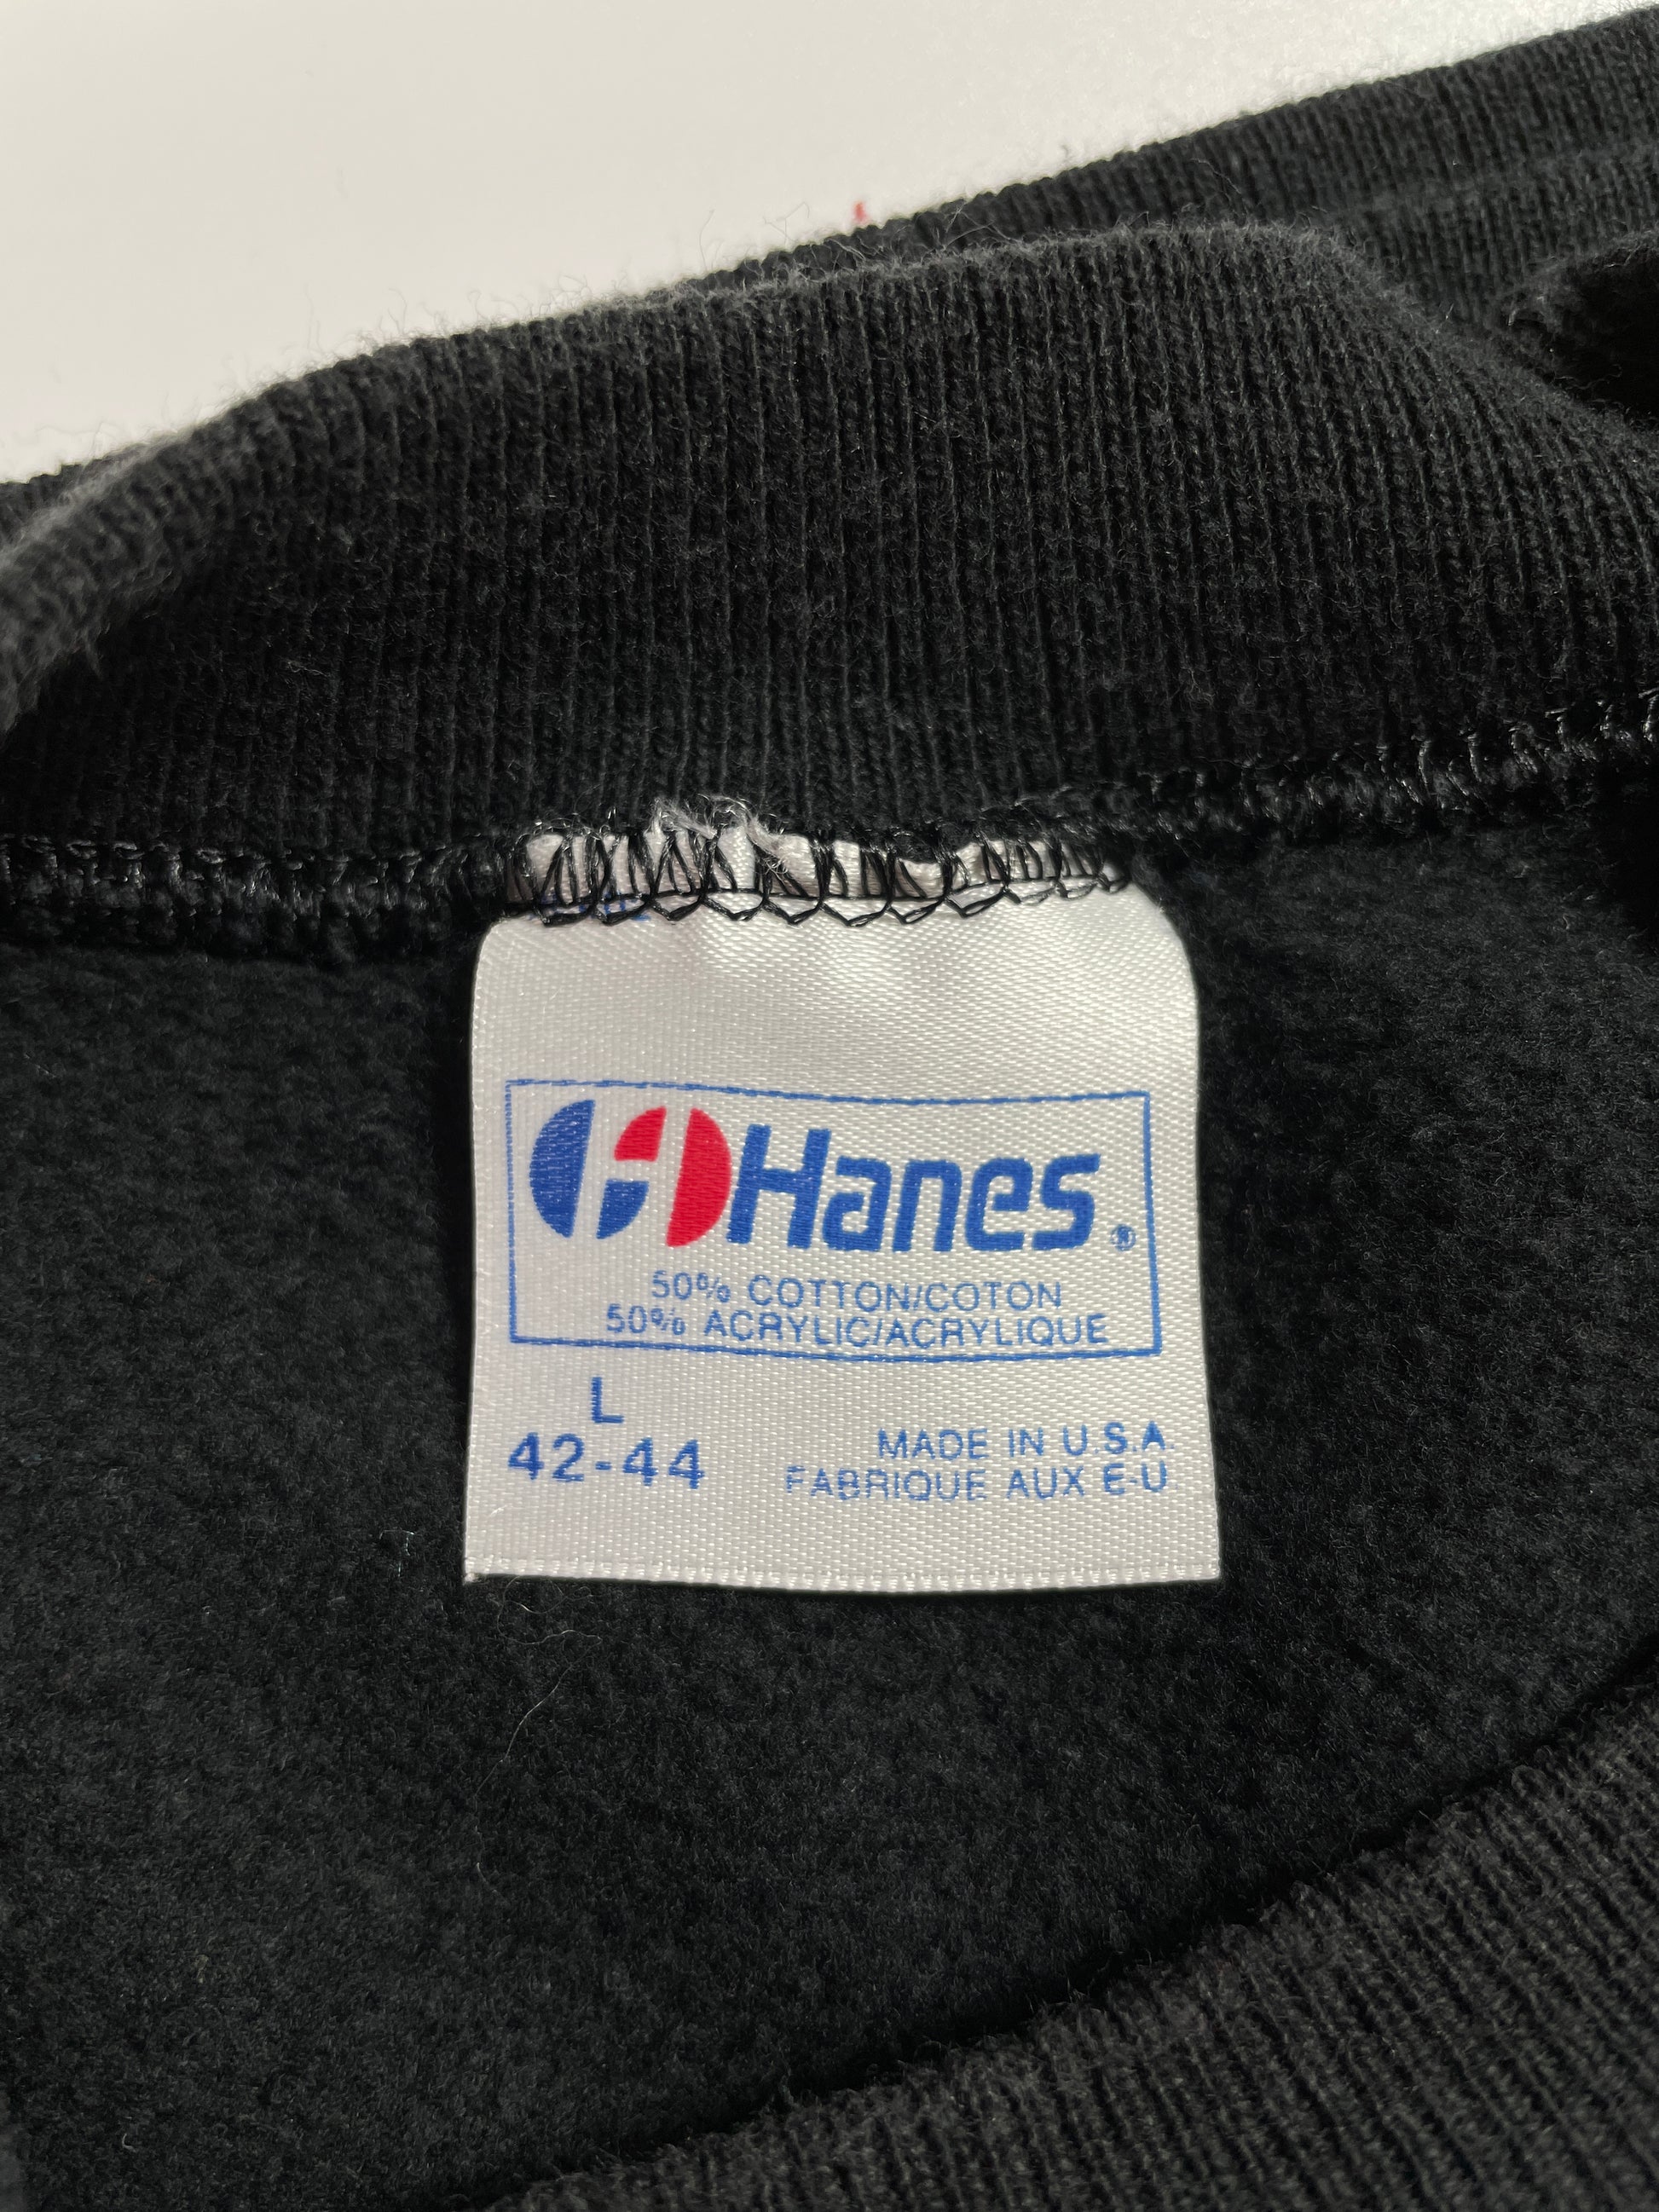 Hanes®
50% COTTON/COTON
50% ACRYLIC/ACRYLIQUE
L
42-44
MADE IN U.S.A
FABRIQUE AUX E-U